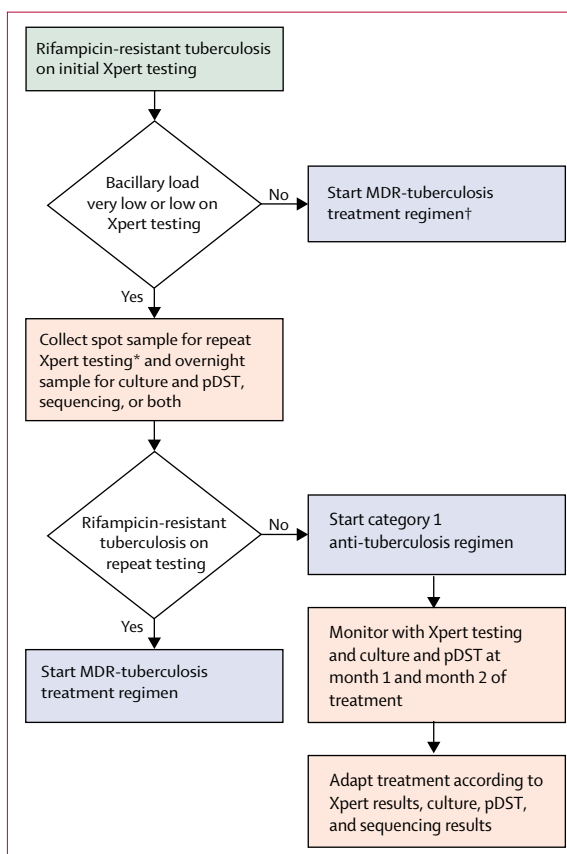 Rifampicin-resistant tuberculosis
on initial Xpert testing
Bacillary load
very low or low on
Xpert testing
No
Start MDR-tuberculosis
treatment regimen†
Yes
Collect spot sample for repeat
Xpert testing* and overnight
sample for culture and pDST,
sequencing, or both
Rifampicin-resistant
tuberculosis on
repeat testing
No
Start category 1
anti-tuberculosis regimen
Yes
Start MDR-tuberculosis
treatment regimen
Monitor with Xpert testing
and culture and pDST at
month 1 and month 2 of
treatment
Adapt treatment according to
Xpert results, culture, pDST,
and sequencing results